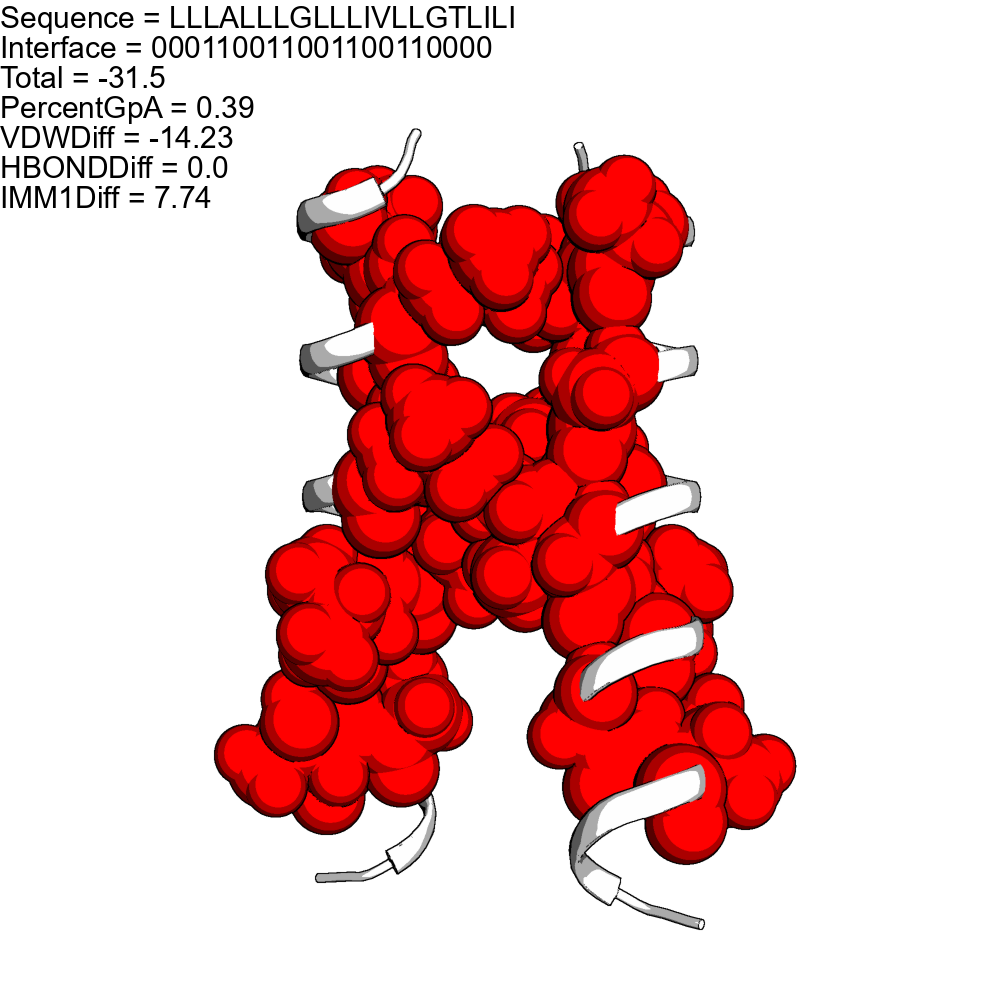 Sequence = LLLALLLGLLLIVLLGTLILI
Interface = 000110011001100110000
Total = -31.5
PercentGpA = 0.39
VDWDiff = -14.23
HBONDDiff = 0.0
IMM1Diff = 7.74